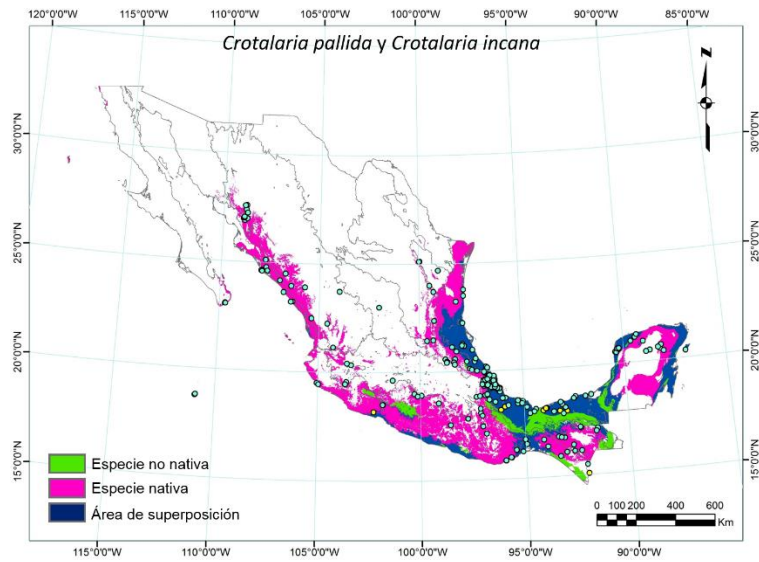 120°0'0"W 115°0'0"W 110°0'0"W 105°0'0"W 100°0'0"W 95°0'0"W 90°0'0"W 85°0'0"W
Crotalaria pallida y Crotalaria incana
N
30°0'0"N 30°0'0"N
25°0'0"N 25°0'0"N
20°0'0"N 20°0'0"N
15°0'0"N 15°0'0"N
Especie no nativa
Especie nativa
Área de superposición
0 100 200 400 600
Km
115°0'0"W 110°0'0"W 105°0'0"W 100°0'0"W 95°0'0"W 90°0'0"W